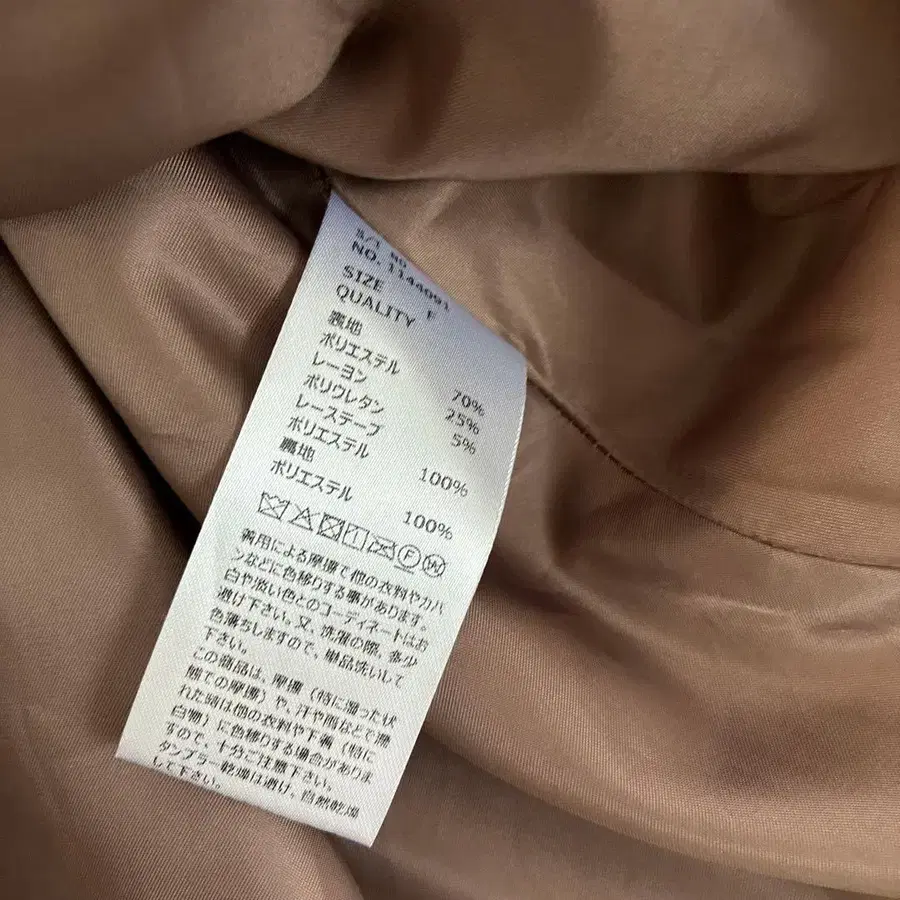 NO.1144091
SIZE F
QUALITY
表地
ポリエステル 70%
レーヨン 25%
ポリウレタン 5%
レーステープ
ポリエステル 100%
裏地
ポリエステル 100%
F W
着用による摩擦で他の衣料やカバ
ンなどに色移りする事があります。
白や淡い色とのコーディネートはお
避け下さい。又、洗濯の際、多少
色落ちしますので、単品洗いして
下さい。
この商品は、摩擦(特に湿った状
態での摩擦)や、汗や雨などで濡
れた時は他の衣料や下着(特に
白物)に色移りする場合がありま
すので、十分ご注意下さい。
タンブラー乾燥は避け、自然乾燥
して下さい。